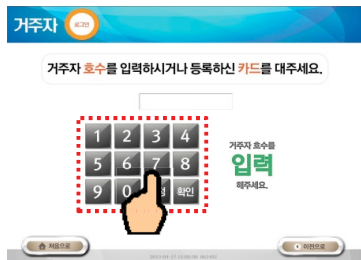 거주자 로그인
거주자 호수를 입력하시거나 등록하신 카드를 대주세요.
1 2 3 4
거주자 호수를
5 6 7 8
입력
9 0 확인
해주세요.
처음으로
이전으로